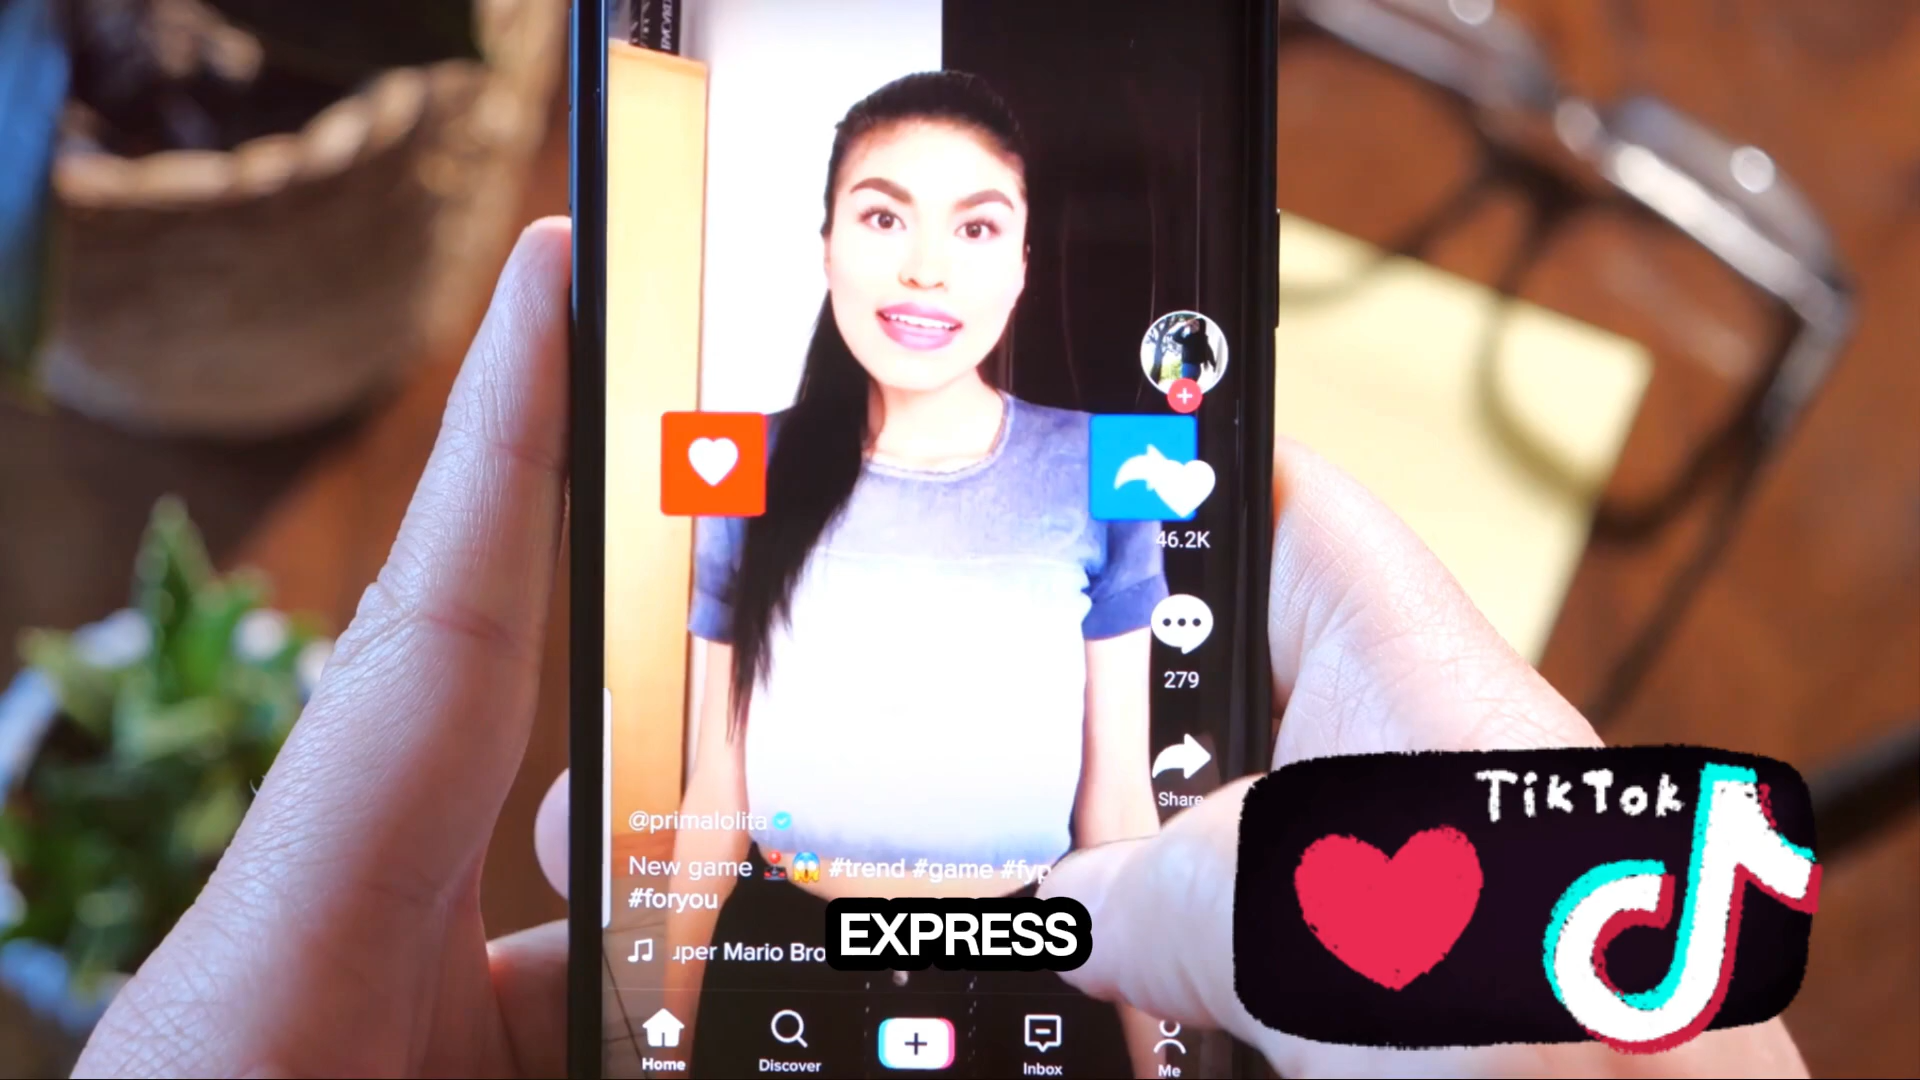 46.2K
279
Share
@primalolita
New game #trend #game #fyp
#foryou
uper Mario Bro
EXPRESS
TikTok
Home
Discover
Inbox
Me